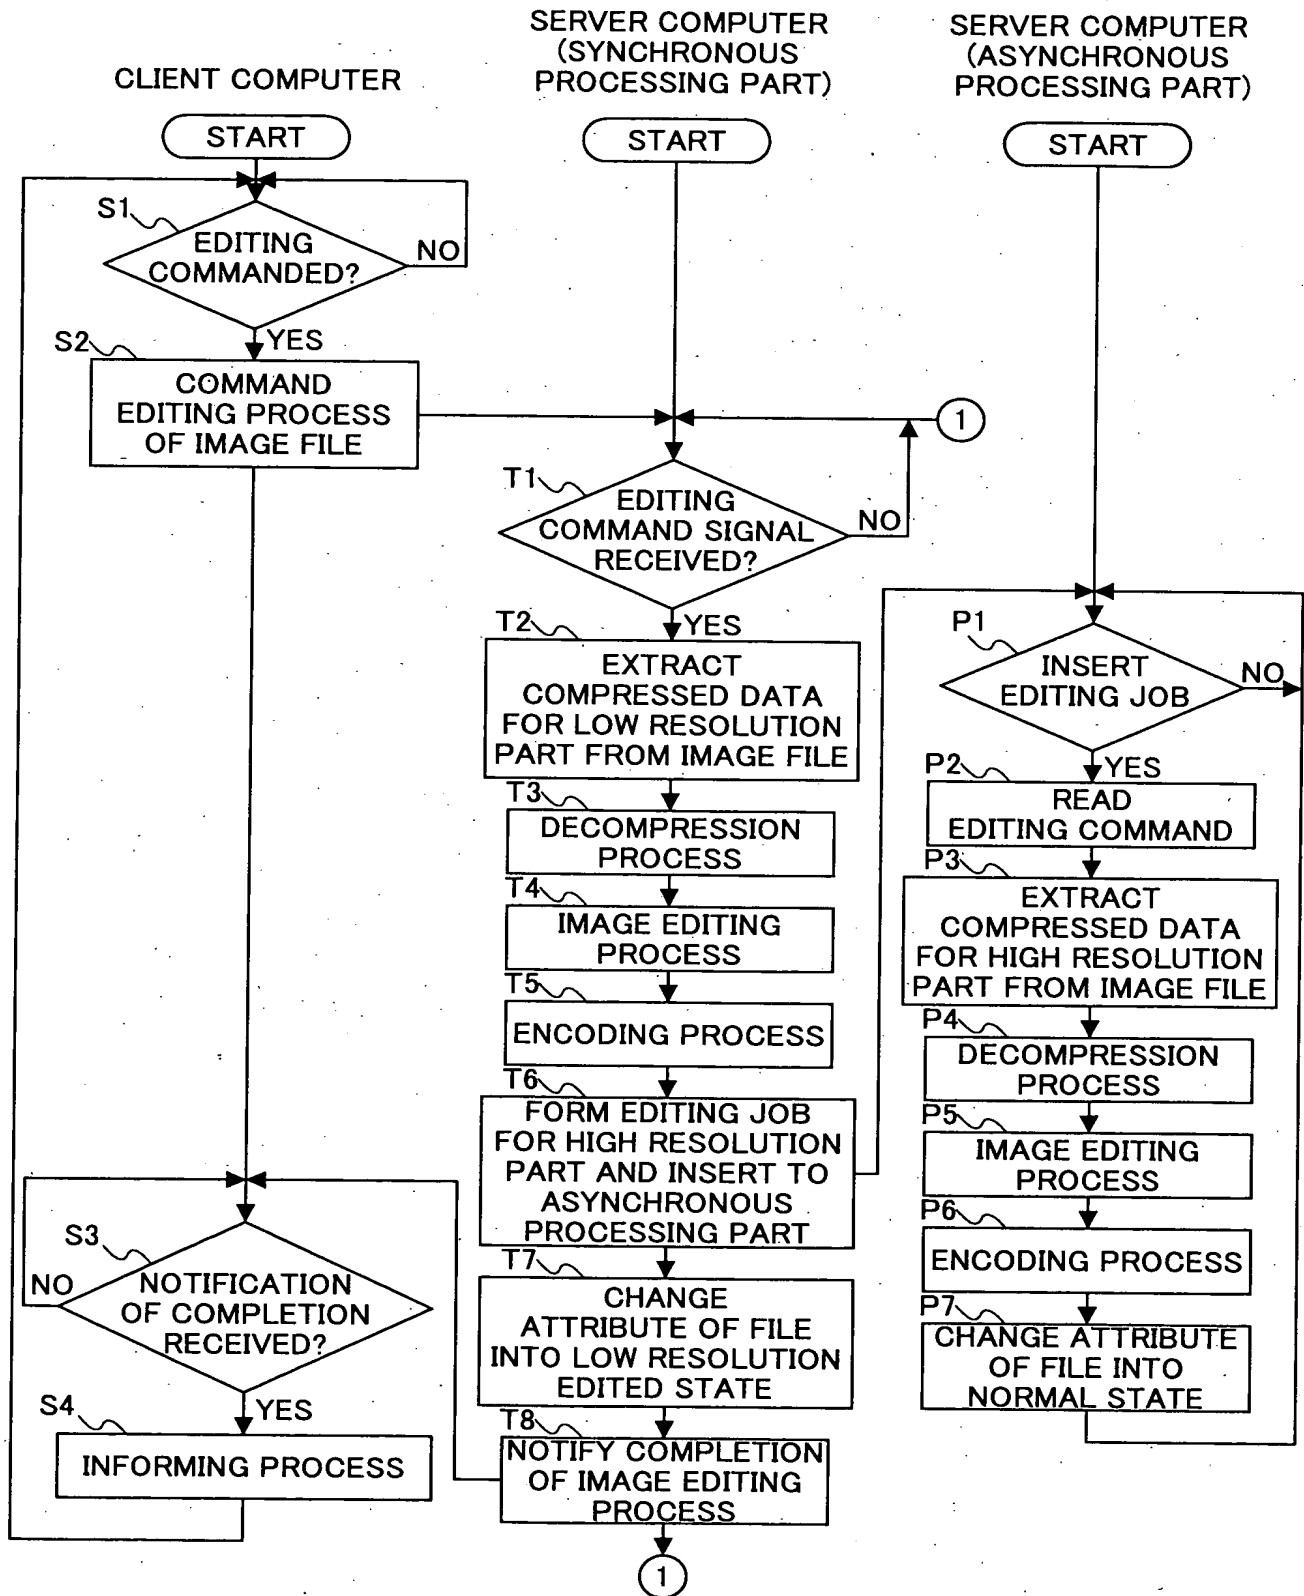 CLIENT COMPUTER
START
S1
EDITING
COMMANDED?
NO
YES
S2
COMMAND
EDITING PROCESS
OF IMAGE FILE
S3
NOTIFICATION
OF COMPLETION
RECEIVED?
NO
YES
S4
INFORMING PROCESS
SERVER COMPUTER
(SYNCHRONOUS
PROCESSING PART)
START
1
T1
EDITING
COMMAND SIGNAL
RECEIVED?
NO
YES
T2
EXTRACT
COMPRESSED DATA
FOR LOW RESOLUTION
PART FROM IMAGE FILE
T3
DECOMPRESSION
PROCESS
T4
IMAGE EDITING
PROCESS
T5
ENCODING PROCESS
T6
FORM EDITING JOB
FOR HIGH RESOLUTION
PART AND INSERT TO
ASYNCHRONOUS
PROCESSING PART
T7
CHANGE
ATTRIBUTE OF FILE
INTO LOW RESOLUTION
EDITED STATE
T8
NOTIFY COMPLETION
OF IMAGE EDITING
PROCESS
1
SERVER COMPUTER
(ASYNCHRONOUS
PROCESSING PART)
START
P1
INSERT
EDITING JOB
NO
YES
P2
READ
EDITING COMMAND
P3
EXTRACT
COMPRESSED DATA
FOR HIGH RESOLUTION
PART FROM IMAGE FILE
P4
DECOMPRESSION
PROCESS
P5
IMAGE EDITING
PROCESS
P6
ENCODING PROCESS
P7
CHANGE ATTRIBUTE
OF FILE INTO
NORMAL STATE